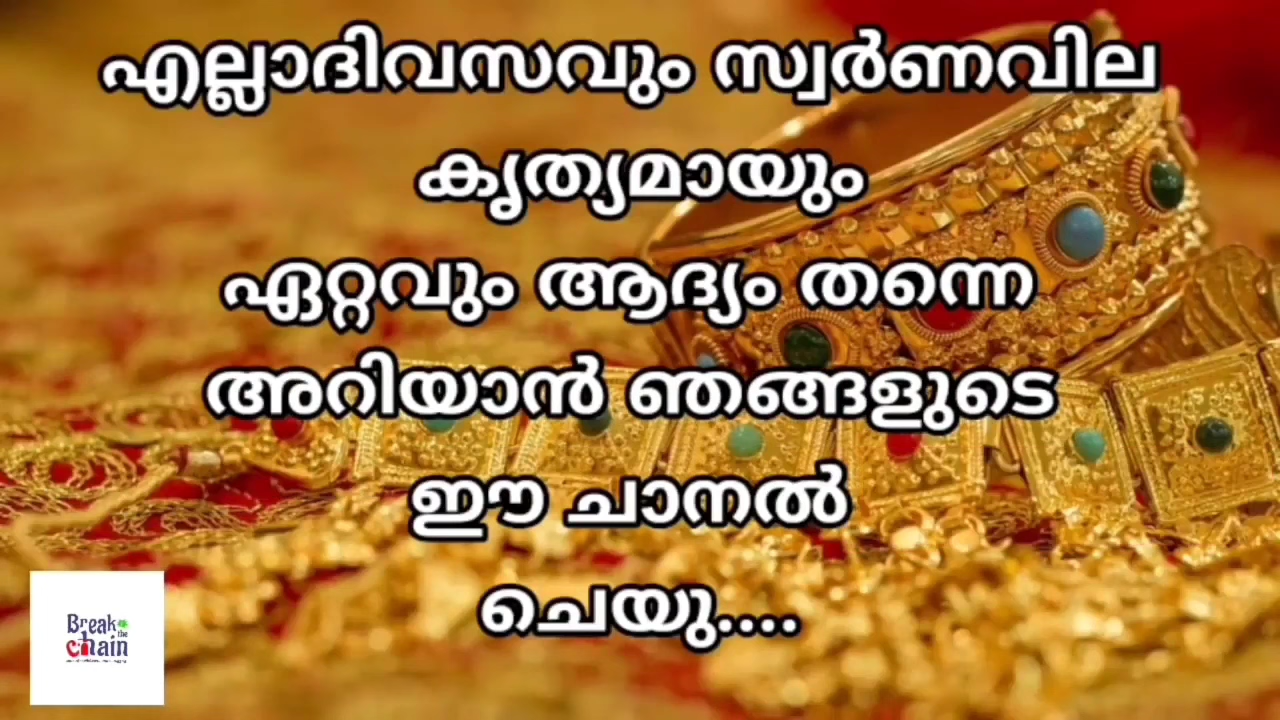 എല്ലാദിവസവും സ്വർണവില
കൃത്യമായും
ഏറ്റവും ആദ്യം തന്നെ
അറിയാൻ ഞങ്ങളുടെ
ഈ ചാനൽ
ചെയു....
Break
the
chain